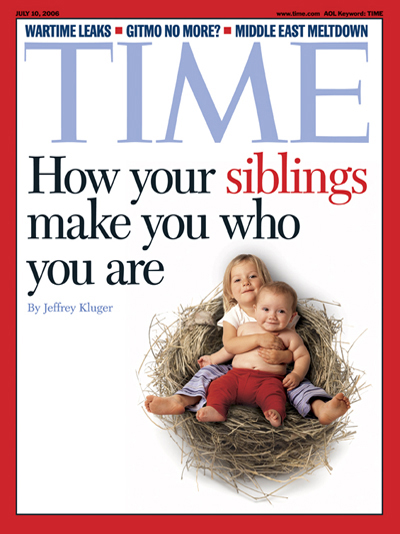 JULY 10, 2006 www.time.com AOL Keyword: TIME
WARTIME LEAKS ■ GITMO NO MORE? ■ MIDDLE EAST MELTDOWN
TIME
How your siblings
make you who
you are
By Jeffrey Kluger